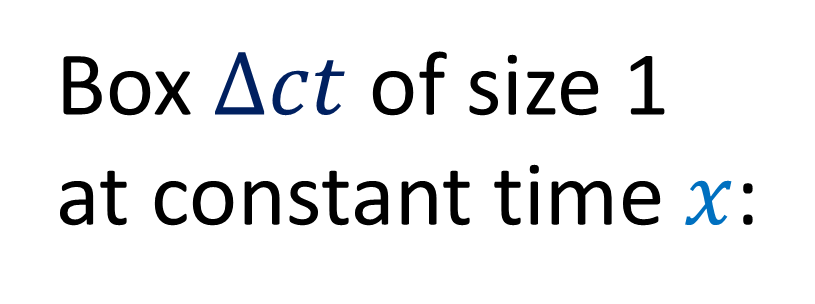 Box Δct of size 1
at constant time x: